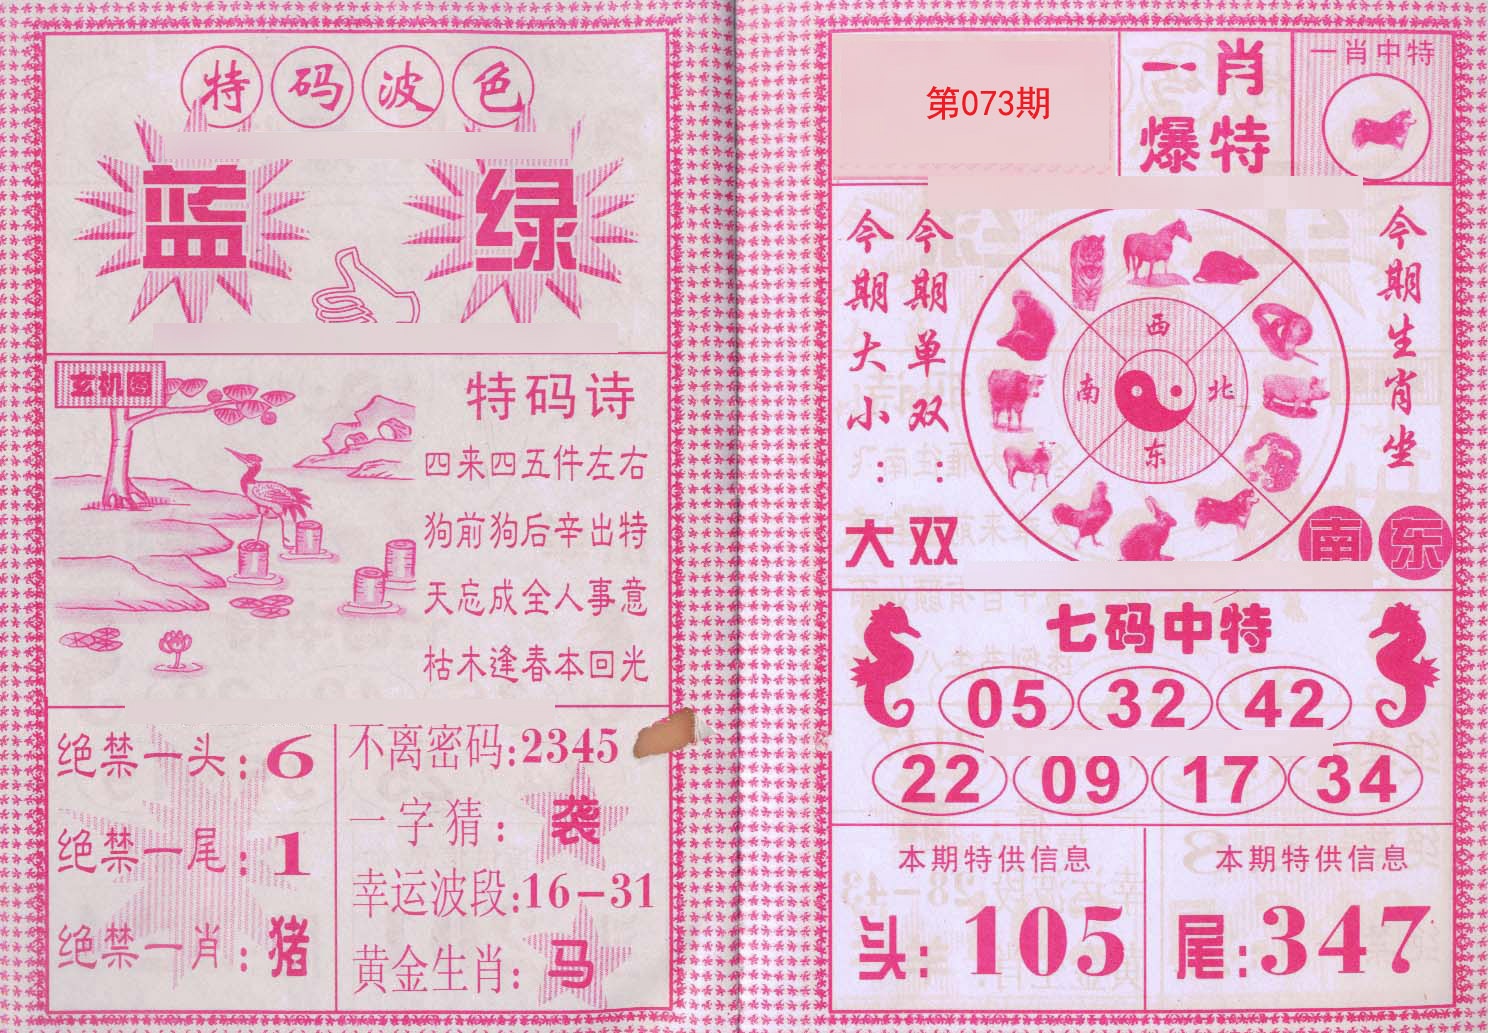 特码波色
蓝 绿
玄机图
特码诗
四来四五件左右
狗前狗后辛出特
天忘成全人事意
枯木逢春本回光
绝禁一头:6
绝禁一尾:1
绝禁一肖:猪
不离密码:2345
一字猜:袭
幸运波段:16-31
黄金生肖:马
第073期
一肖
爆特
一肖中特
今期大小:大
今期单双:双
西
南 北
东
今期生肖坐
南东
七码中特
05 32 42
22 09 17 34
本期特供信息
头:105
本期特供信息
尾:347